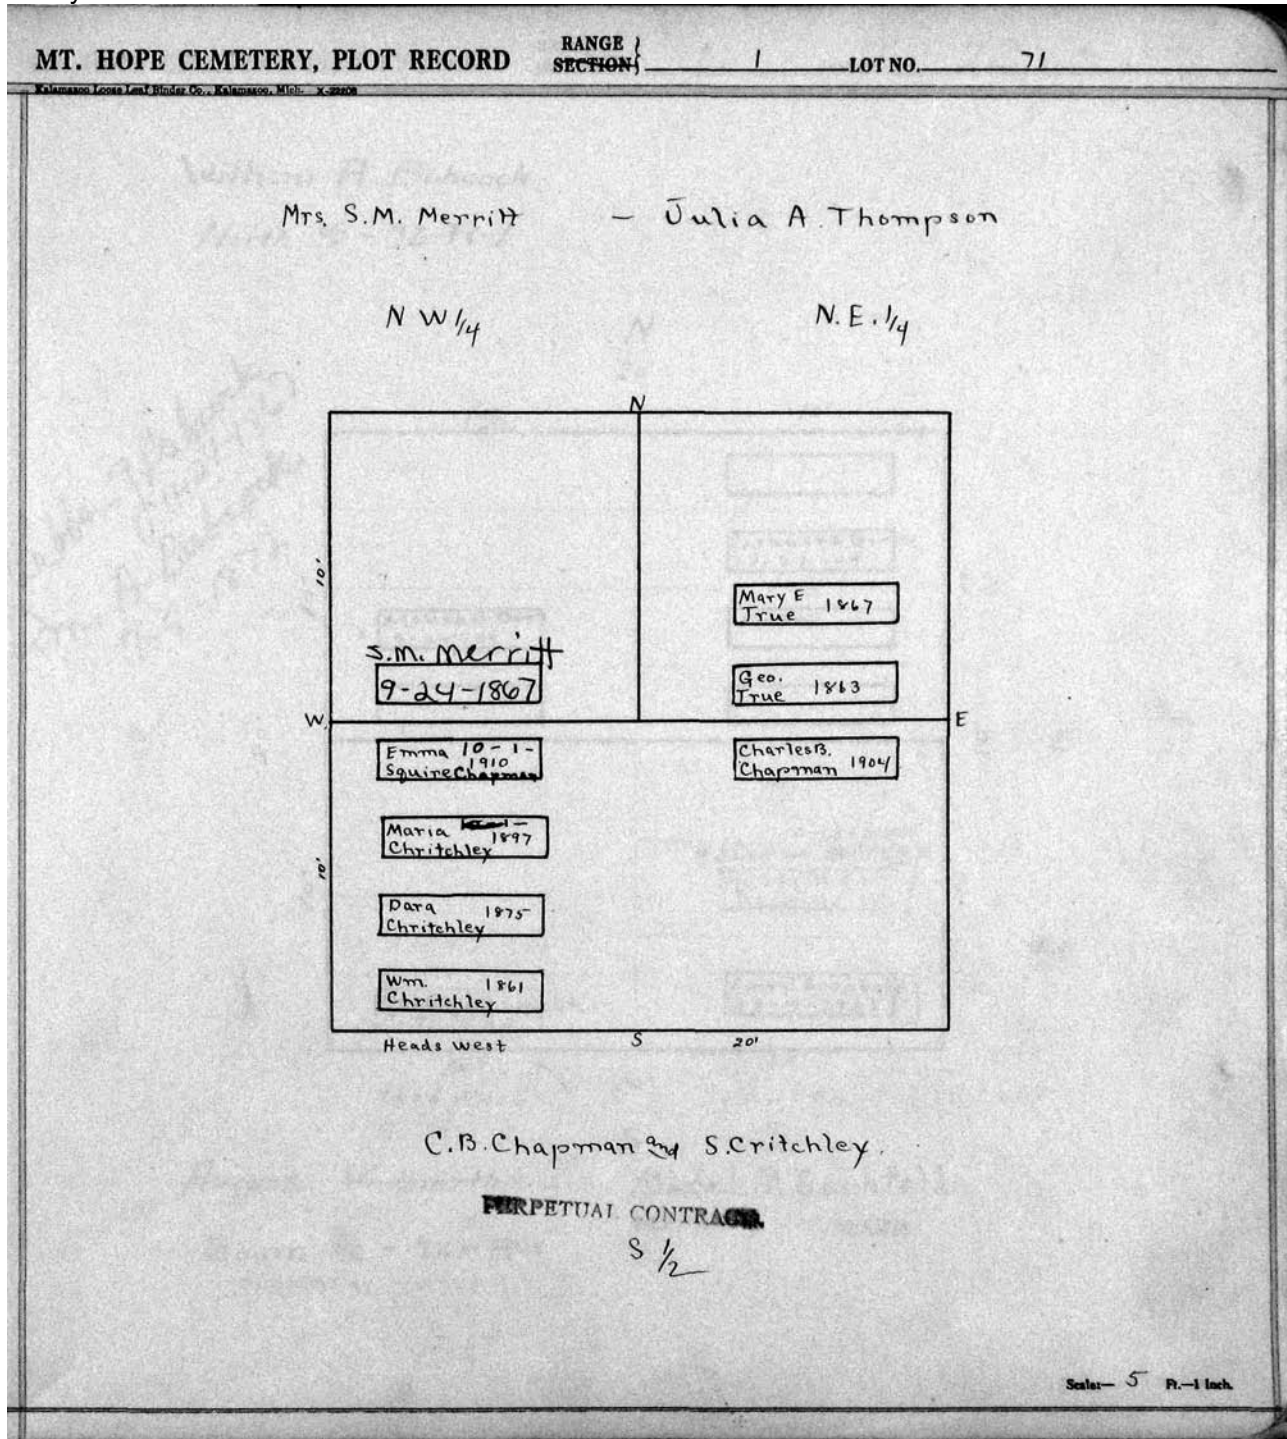 MT. HOPE CEMETERY, PLOT RECORD RANGE SECTION 1 LOT NO. 71
Kalamazoo Loose Leaf Binder Co., Kalamazoo, Mich. X-22208
Mrs. S.M. Merritt — Julia A. Thompson
N W 1/4 N.E. 1/4
N
10'
Mary E
True 1867
S.M. Merritt
9-24-1867
Geo.
True 1863
W. E
Emma 10-1-
1910
Squire Chapman
Charles B.
Chapman 1904
Maria
1897
Chritchley
10'
Dara 1875
Chritchley
Wm. 1861
Chritchley
Heads West S 20'
C.B. Chapman and S. Critchley.
PERPETUAL CONTRACT
S 1/2
Scale:— 5 Ft.—1 Inch.